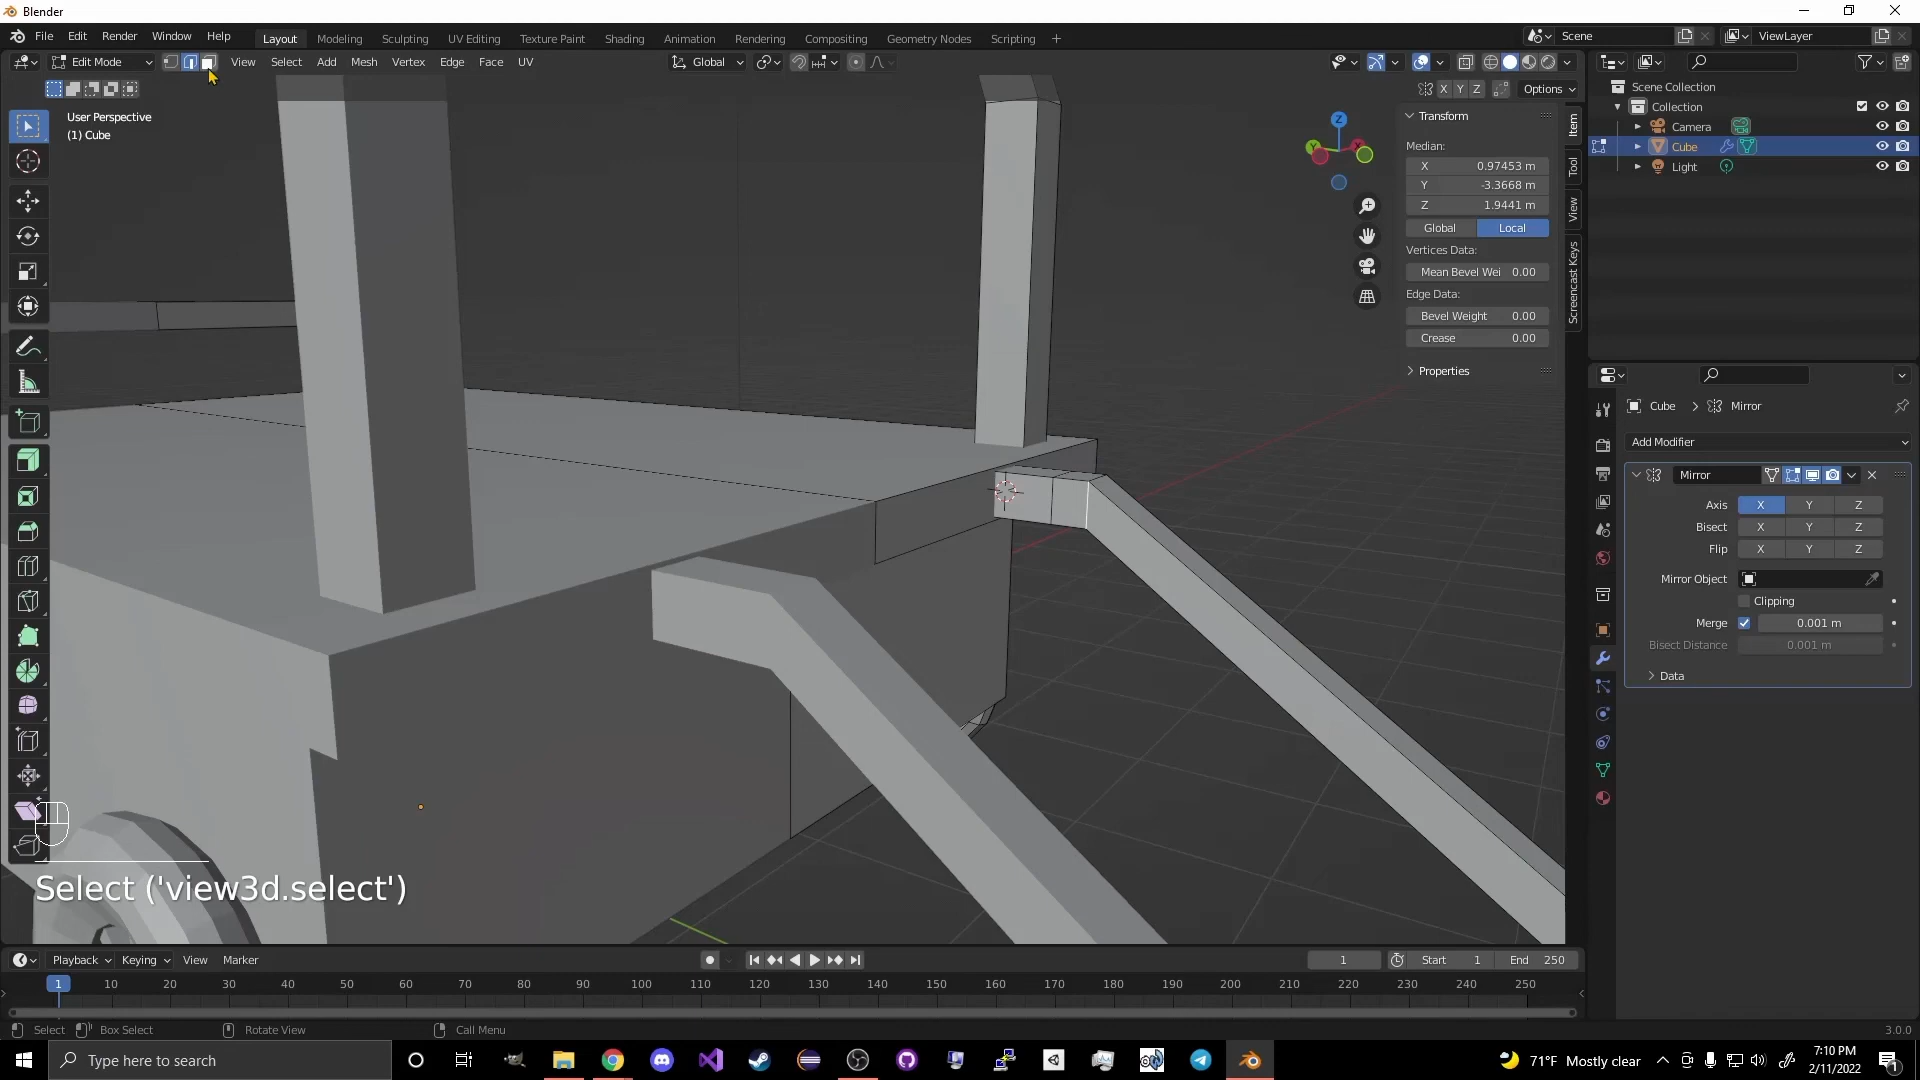 Blender
File Edit Render Window Help
Layout Modeling Sculpting UV Editing Texture Paint Shading Animation Rendering Compositing Geometry Nodes Scripting +
Scene
ViewLayer
Edit Mode View Select Add Mesh Vertex Edge Face UV
Global
X Y Z Options
User Perspective
(1) Cube
Z
Transform
Median:
X 0.97453 m
Y -3.3668 m
Z 1.9441 m
Global Local
Vertices Data:
Mean Bevel Wei 0.00
Edge Data:
Bevel Weight 0.00
Crease 0.00
Properties
Item
Tool
View
Screencast Keys
Scene Collection
Collection
Camera
Cube
Light
Cube > Mirror
Add Modifier
Mirror
Axis X Y Z
Bisect X Y Z
Flip X Y Z
Mirror Object
Clipping
Merge 0.001 m
Bisect Distance 0.001 m
Data
Select ('view3d.select')
Playback Keying View Marker
1 Start 1 End 250
1 10 20 30 40 50 60 70 80 90 100 110 120 130 140 150 160 170 180 190 200 210 220 230 240 250
Select Box Select Rotate View Call Menu
3.0.0
Type here to search
71°F Mostly clear
7:10 PM
2/11/2022
1